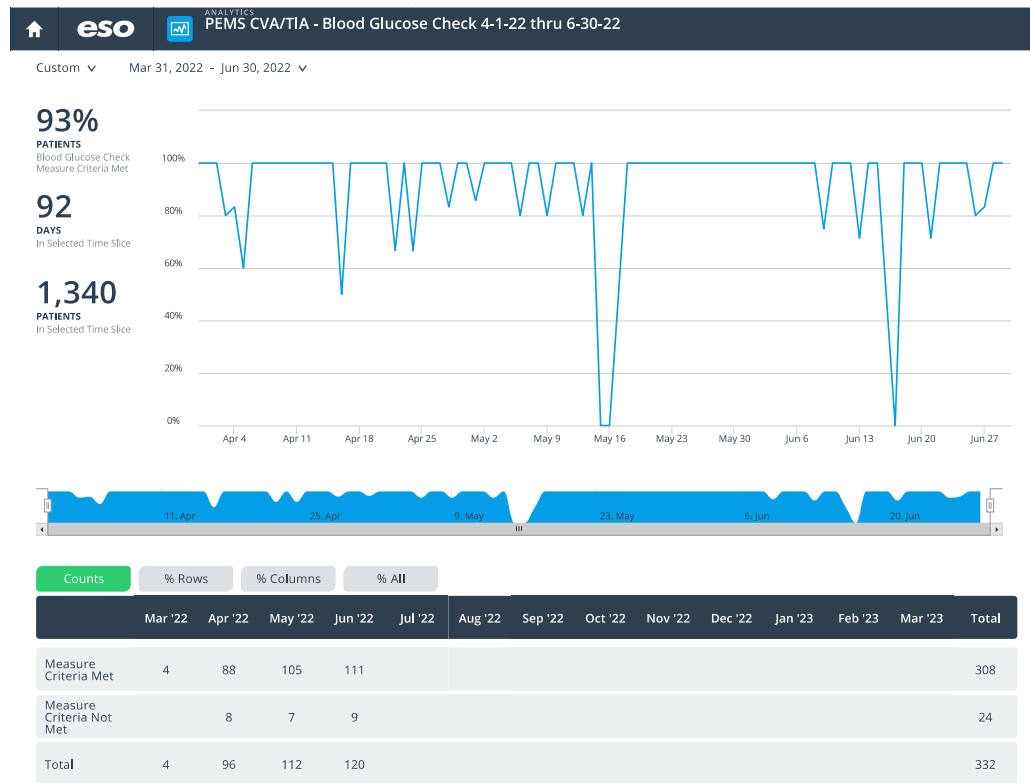 ANALYTICS
eso PEMS CVA/TIA - Blood Glucose Check 4-1-22 thru 6-30-22
Custom Mar 31, 2022 - Jun 30, 2022
93%
PATIENTS
Blood Glucose Check
Measure Criteria Met
92
DAYS
In Selected Time Slice
1,340
PATIENTS
In Selected Time Slice
100%
80%
60%
40%
20%
0%
Apr 4 Apr 11 Apr 18 Apr 25 May 2 May 9 May 16 May 23 May 30 Jun 6 Jun 13 Jun 20 Jun 27
11. Apr 25. Apr 9. May 23. May 6. Jun 20. Jun
Counts % Rows % Columns % All
Mar '22 Apr '22 May '22 Jun '22 Jul '22 Aug '22 Sep '22 Oct '22 Nov '22 Dec '22 Jan '23 Feb '23 Mar '23 Total
Measure
Criteria Met 4 88 105 111 308
Measure
Criteria Not
Met 8 7 9 24
Total 4 96 112 120 332